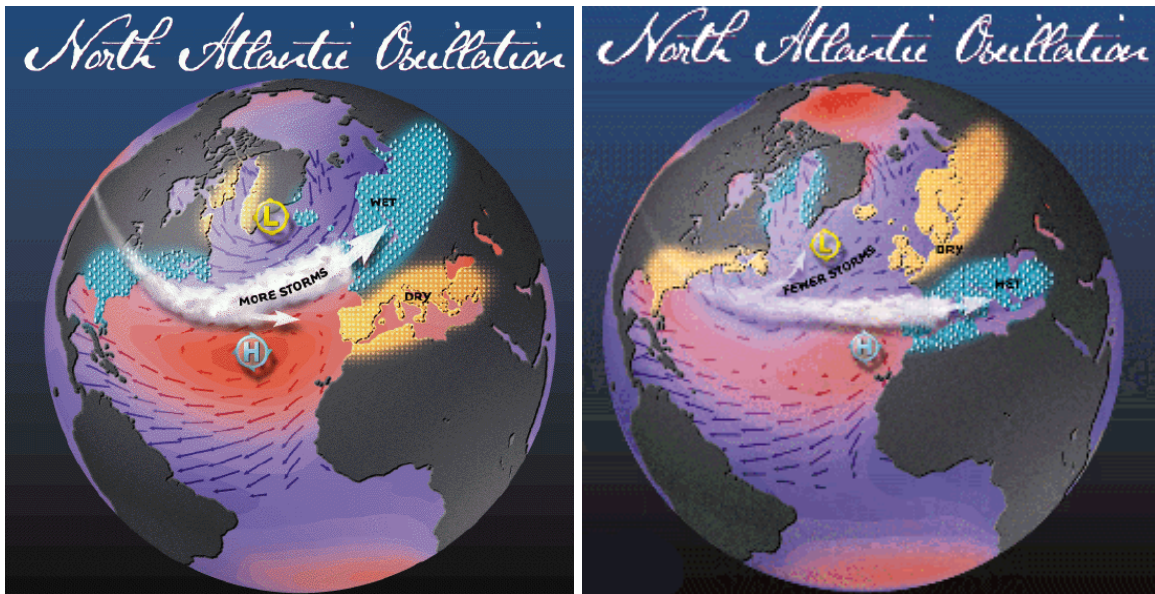 North Atlantic Oscillation
WET
L
MORE STORMS
DRY
H
North Atlantic Oscillation
L
DRY
FEWER STORMS
WET
H